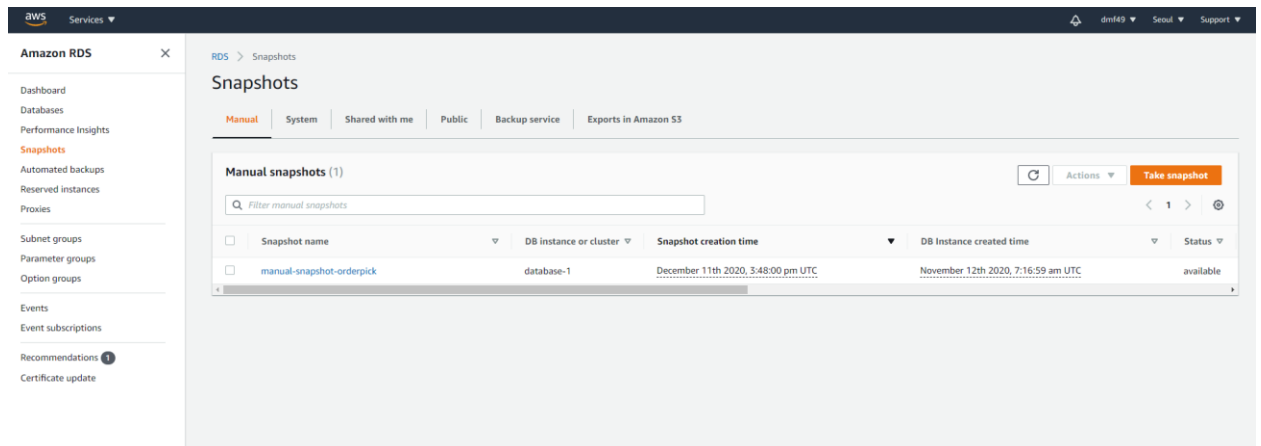 aws Services ▼ dmf49 ▼ Seoul ▼ Support ▼
Amazon RDS
Dashboard
Databases
Performance Insights
Snapshots
Automated backups
Reserved instances
Proxies
Subnet groups
Parameter groups
Option groups
Events
Event subscriptions
Recommendations 1
Certificate update
RDS > Snapshots
Snapshots
Manual System Shared with me Public Backup service Exports in Amazon S3
Manual snapshots (1) Actions ▼ Take snapshot
Filter manual snapshots < 1 >
Snapshot name DB instance or cluster Snapshot creation time DB Instance created time Status
manual-snapshot-orderpick database-1 December 11th 2020, 3:48:00 pm UTC November 12th 2020, 7:16:59 am UTC available